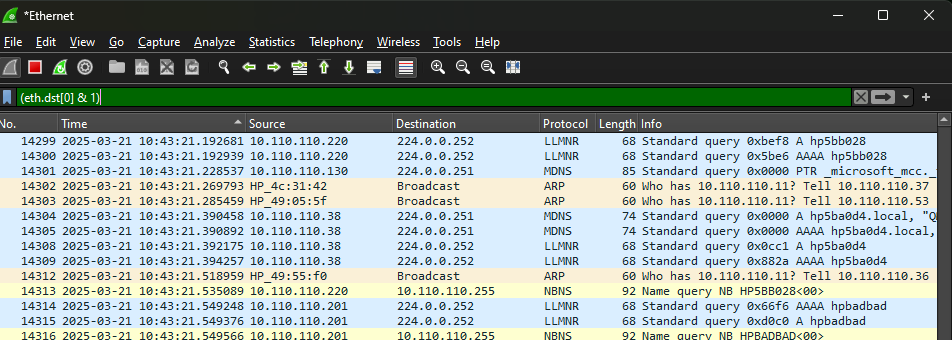 *Ethernet
File Edit View Go Capture Analyze Statistics Telephony Wireless Tools Help
(eth.dst[0] & 1)
No. Time Source Destination Protocol Length Info
14299 2025-03-21 10:43:21.192681 10.110.110.220 224.0.0.252 LLMNR 68 Standard query 0xbef8 A hp5bb028
14300 2025-03-21 10:43:21.192939 10.110.110.220 224.0.0.252 LLMNR 68 Standard query 0x5be6 AAAA hp5bb028
14301 2025-03-21 10:43:21.228537 10.110.110.130 224.0.0.251 MDNS 85 Standard query 0x0000 PTR _microsoft_mcc._
14302 2025-03-21 10:43:21.269793 HP_4c:31:42 Broadcast ARP 60 Who has 10.110.110.11? Tell 10.110.110.37
14303 2025-03-21 10:43:21.285459 HP_49:05:5f Broadcast ARP 60 Who has 10.110.110.11? Tell 10.110.110.53
14304 2025-03-21 10:43:21.390458 10.110.110.38 224.0.0.251 MDNS 74 Standard query 0x0000 A hp5ba0d4.local, "Q
14305 2025-03-21 10:43:21.390892 10.110.110.38 224.0.0.251 MDNS 74 Standard query 0x0000 AAAA hp5ba0d4.local,
14308 2025-03-21 10:43:21.392175 10.110.110.38 224.0.0.252 LLMNR 68 Standard query 0x0cc1 A hp5ba0d4
14309 2025-03-21 10:43:21.394257 10.110.110.38 224.0.0.252 LLMNR 68 Standard query 0x882a AAAA hp5ba0d4
14312 2025-03-21 10:43:21.518959 HP_49:55:f0 Broadcast ARP 60 Who has 10.110.110.11? Tell 10.110.110.36
14313 2025-03-21 10:43:21.535089 10.110.110.220 10.110.110.255 NBNS 92 Name query NB HP5BB028<00>
14314 2025-03-21 10:43:21.549248 10.110.110.201 224.0.0.252 LLMNR 68 Standard query 0x66f6 AAAA hpbadbad
14315 2025-03-21 10:43:21.549376 10.110.110.201 224.0.0.252 LLMNR 68 Standard query 0xd0c0 A hpbadbad
14316 2025-03-21 10:43:21.549566 10.110.110.201 10.110.110.255 NBNS 92 Name query NB HPBADBAD<00>